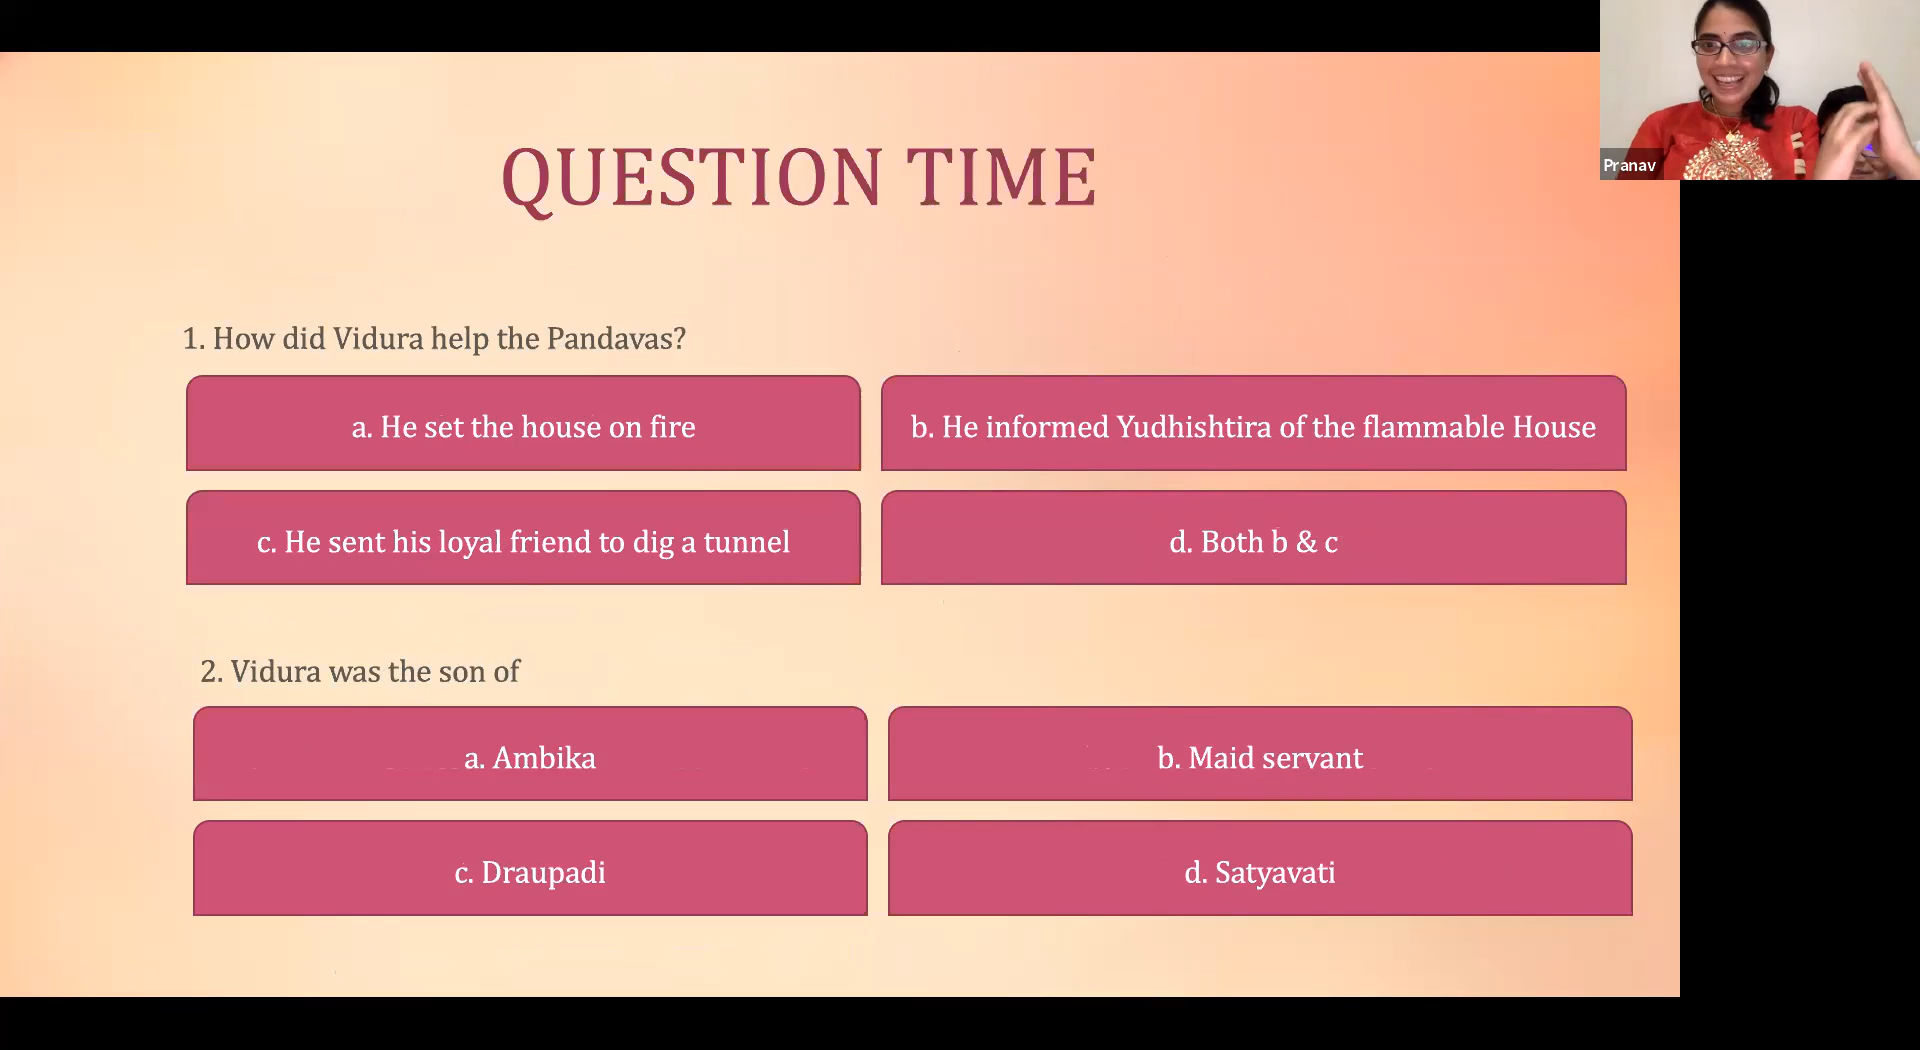 QUESTION TIME
Pranav
1. How did Vidura help the Pandavas?
a. He set the house on fire
b. He informed Yudhishtira of the flammable House
c. He sent his loyal friend to dig a tunnel
d. Both b & c
2. Vidura was the son of
a. Ambika
b. Maid servant
c. Draupadi
d. Satyavati